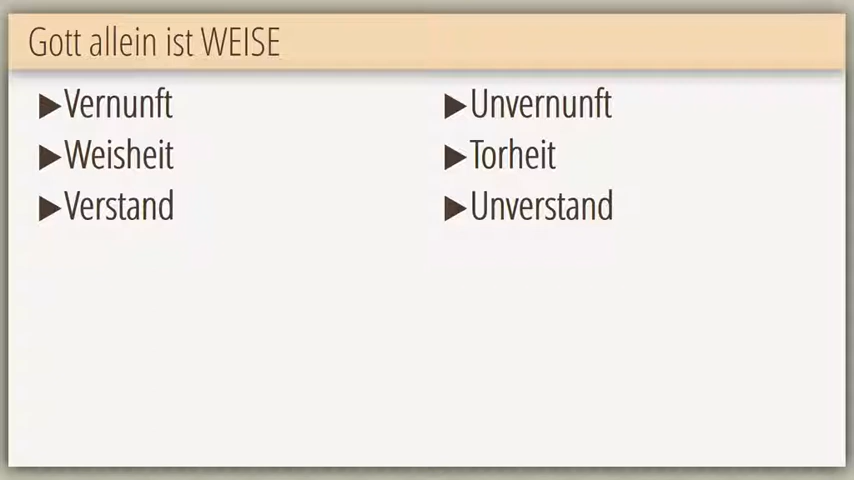 Gott allein ist WEISE
▶Vernunft
▶Weisheit
▶Verstand
▶Unvernunft
▶Torheit
▶Unverstand